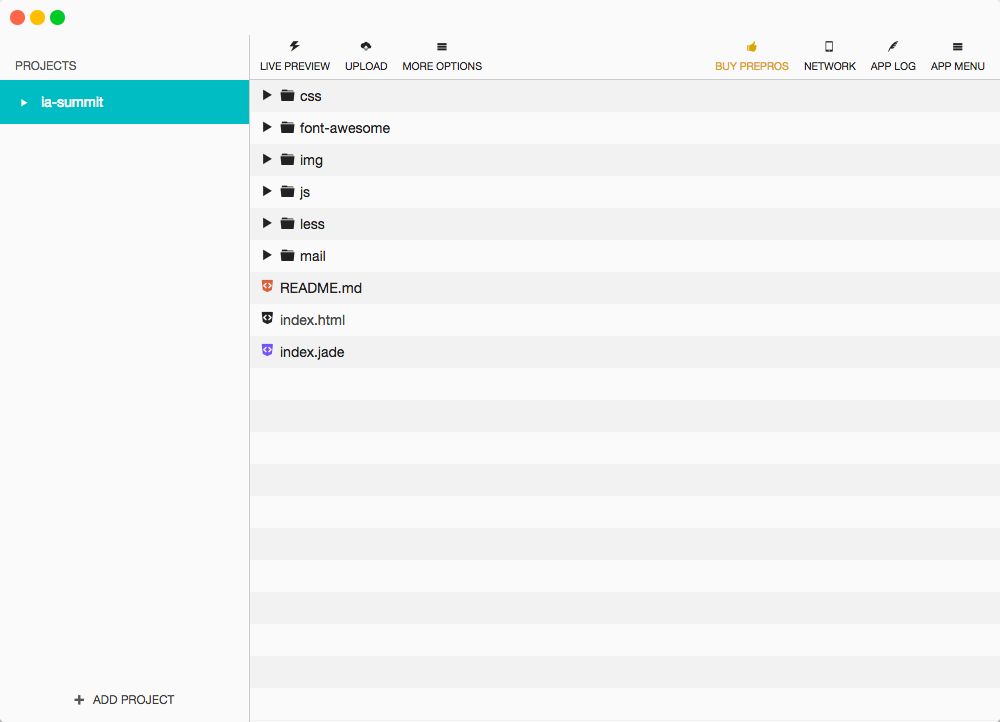 PROJECTS
ia-summit
ADD PROJECT
LIVE PREVIEW UPLOAD MORE OPTIONS BUY PREPROS NETWORK APP LOG APP MENU
css
font-awesome
img
js
less
mail
README.md
index.html
index.jade